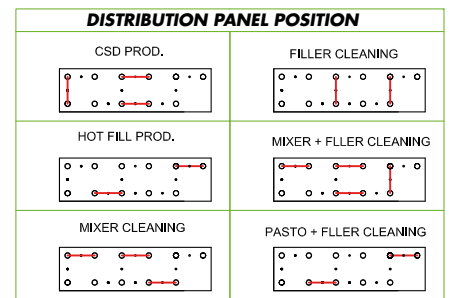 DISTRIBUTION PANEL POSITION
CSD PROD.
FILLER CLEANING
HOT FILL PROD.
MIXER + FLLER CLEANING
MIXER CLEANING
PASTO + FLLER CLEANING